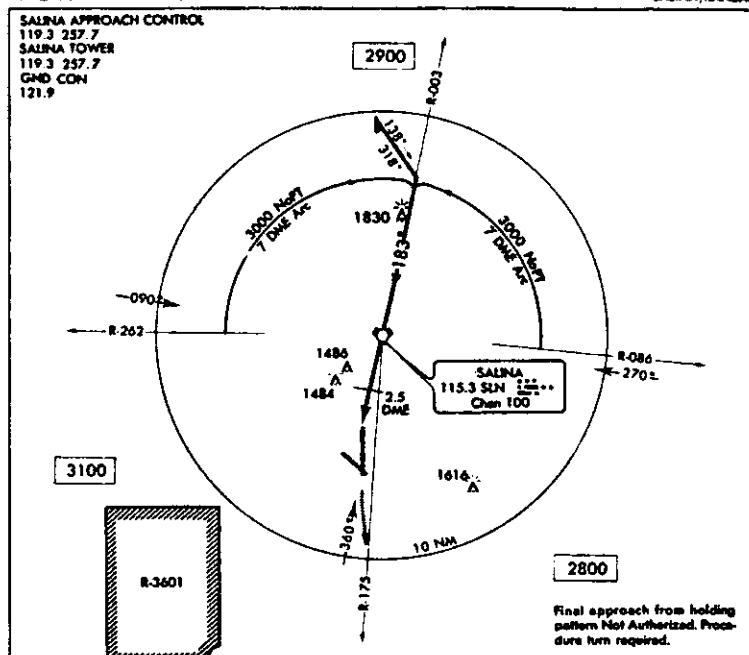 SALINA APPROACH CONTROL
119.3 257.7
SALINA TOWER
119.3 257.7
GND CON
121.9
2900
R-003
138°
318°
3000 NoPT
7 DME Arc
1830
183°
3000 NoPT
7 DME Arc
090°
R-262
R-086
270°
1486
1484
2.5
DME
SALINA
115.3 SLN
Chan 100
3100
1616
360°
10 NM
R-3601
R-175
2800
Final approach from holding
pattern Not Authorized. Proce-
dure turn required.